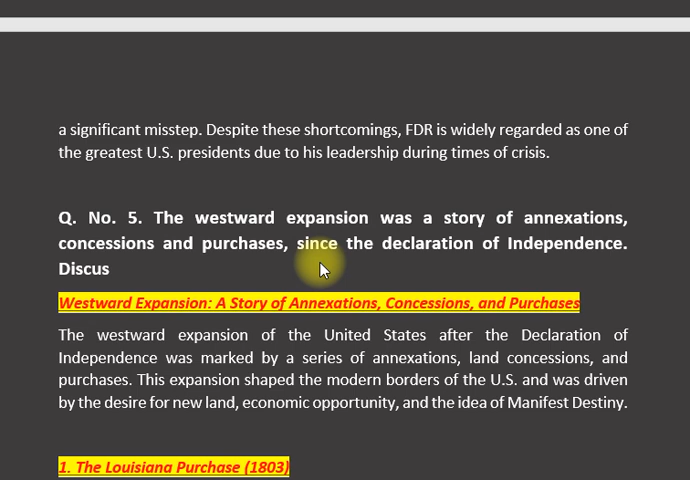 a significant misstep. Despite these shortcomings, FDR is widely regarded as one of
the greatest U.S. presidents due to his leadership during times of crisis.
Q. No. 5. The westward expansion was a story of annexations,
concessions and purchases, since the declaration of Independence.
Discus
Westward Expansion: A Story of Annexations, Concessions, and Purchases
The westward expansion of the United States after the Declaration of
Independence was marked by a series of annexations, land concessions, and
purchases. This expansion shaped the modern borders of the U.S. and was driven
by the desire for new land, economic opportunity, and the idea of Manifest Destiny.
1. The Louisiana Purchase (1803)